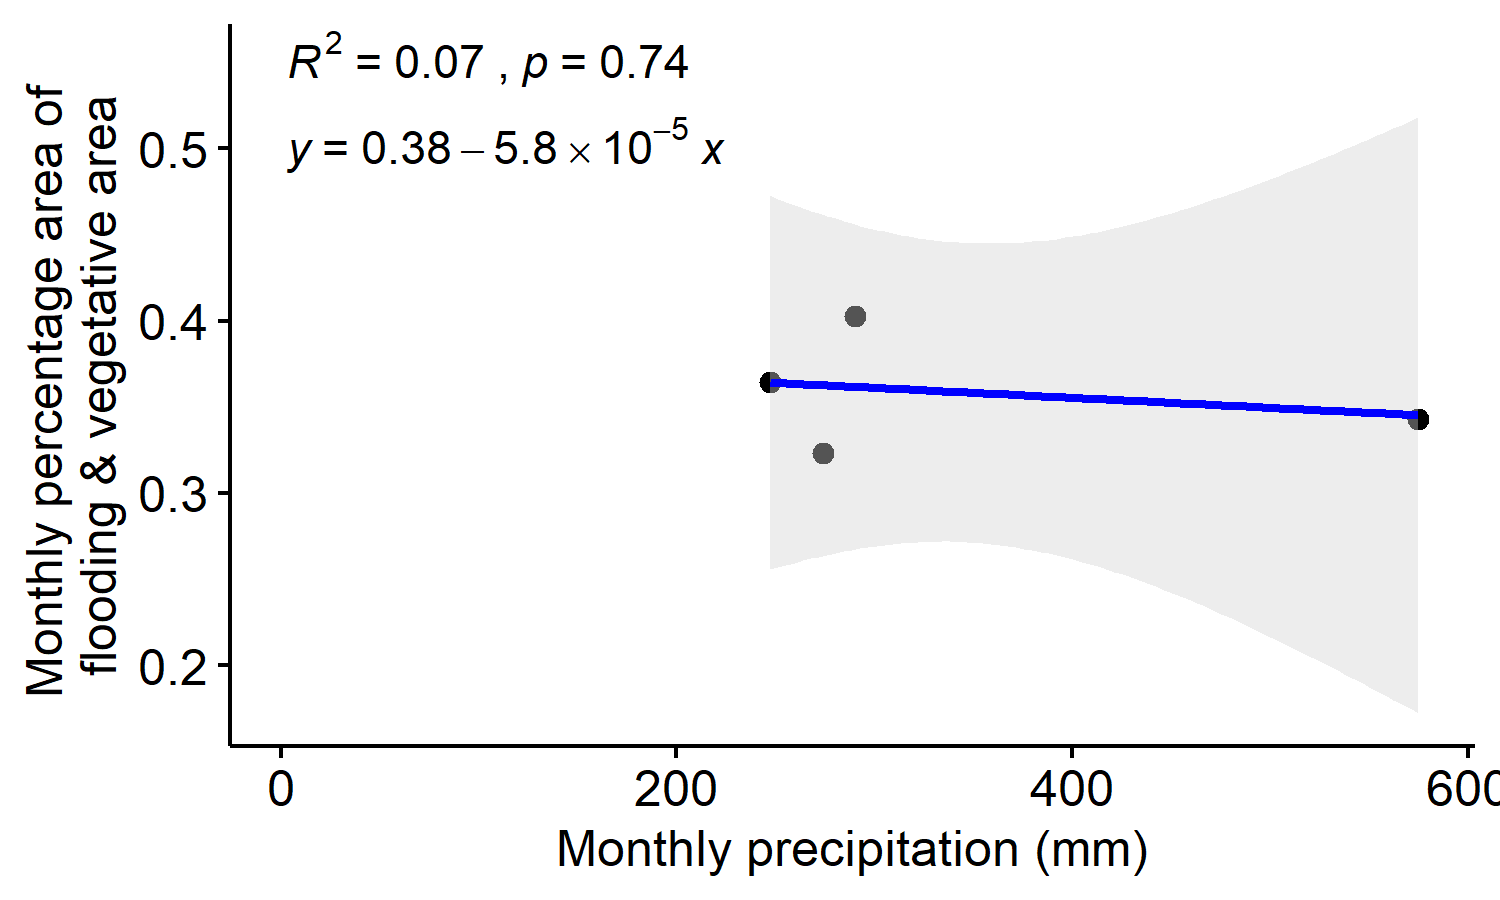 R² = 0.07 , p = 0.74
y = 0.38 − 5.8 × 10⁻⁵ x
Monthly percentage area of
flooding & vegetative area
0.5
0.4
0.3
0.2
0 200 400 600
Monthly precipitation (mm)